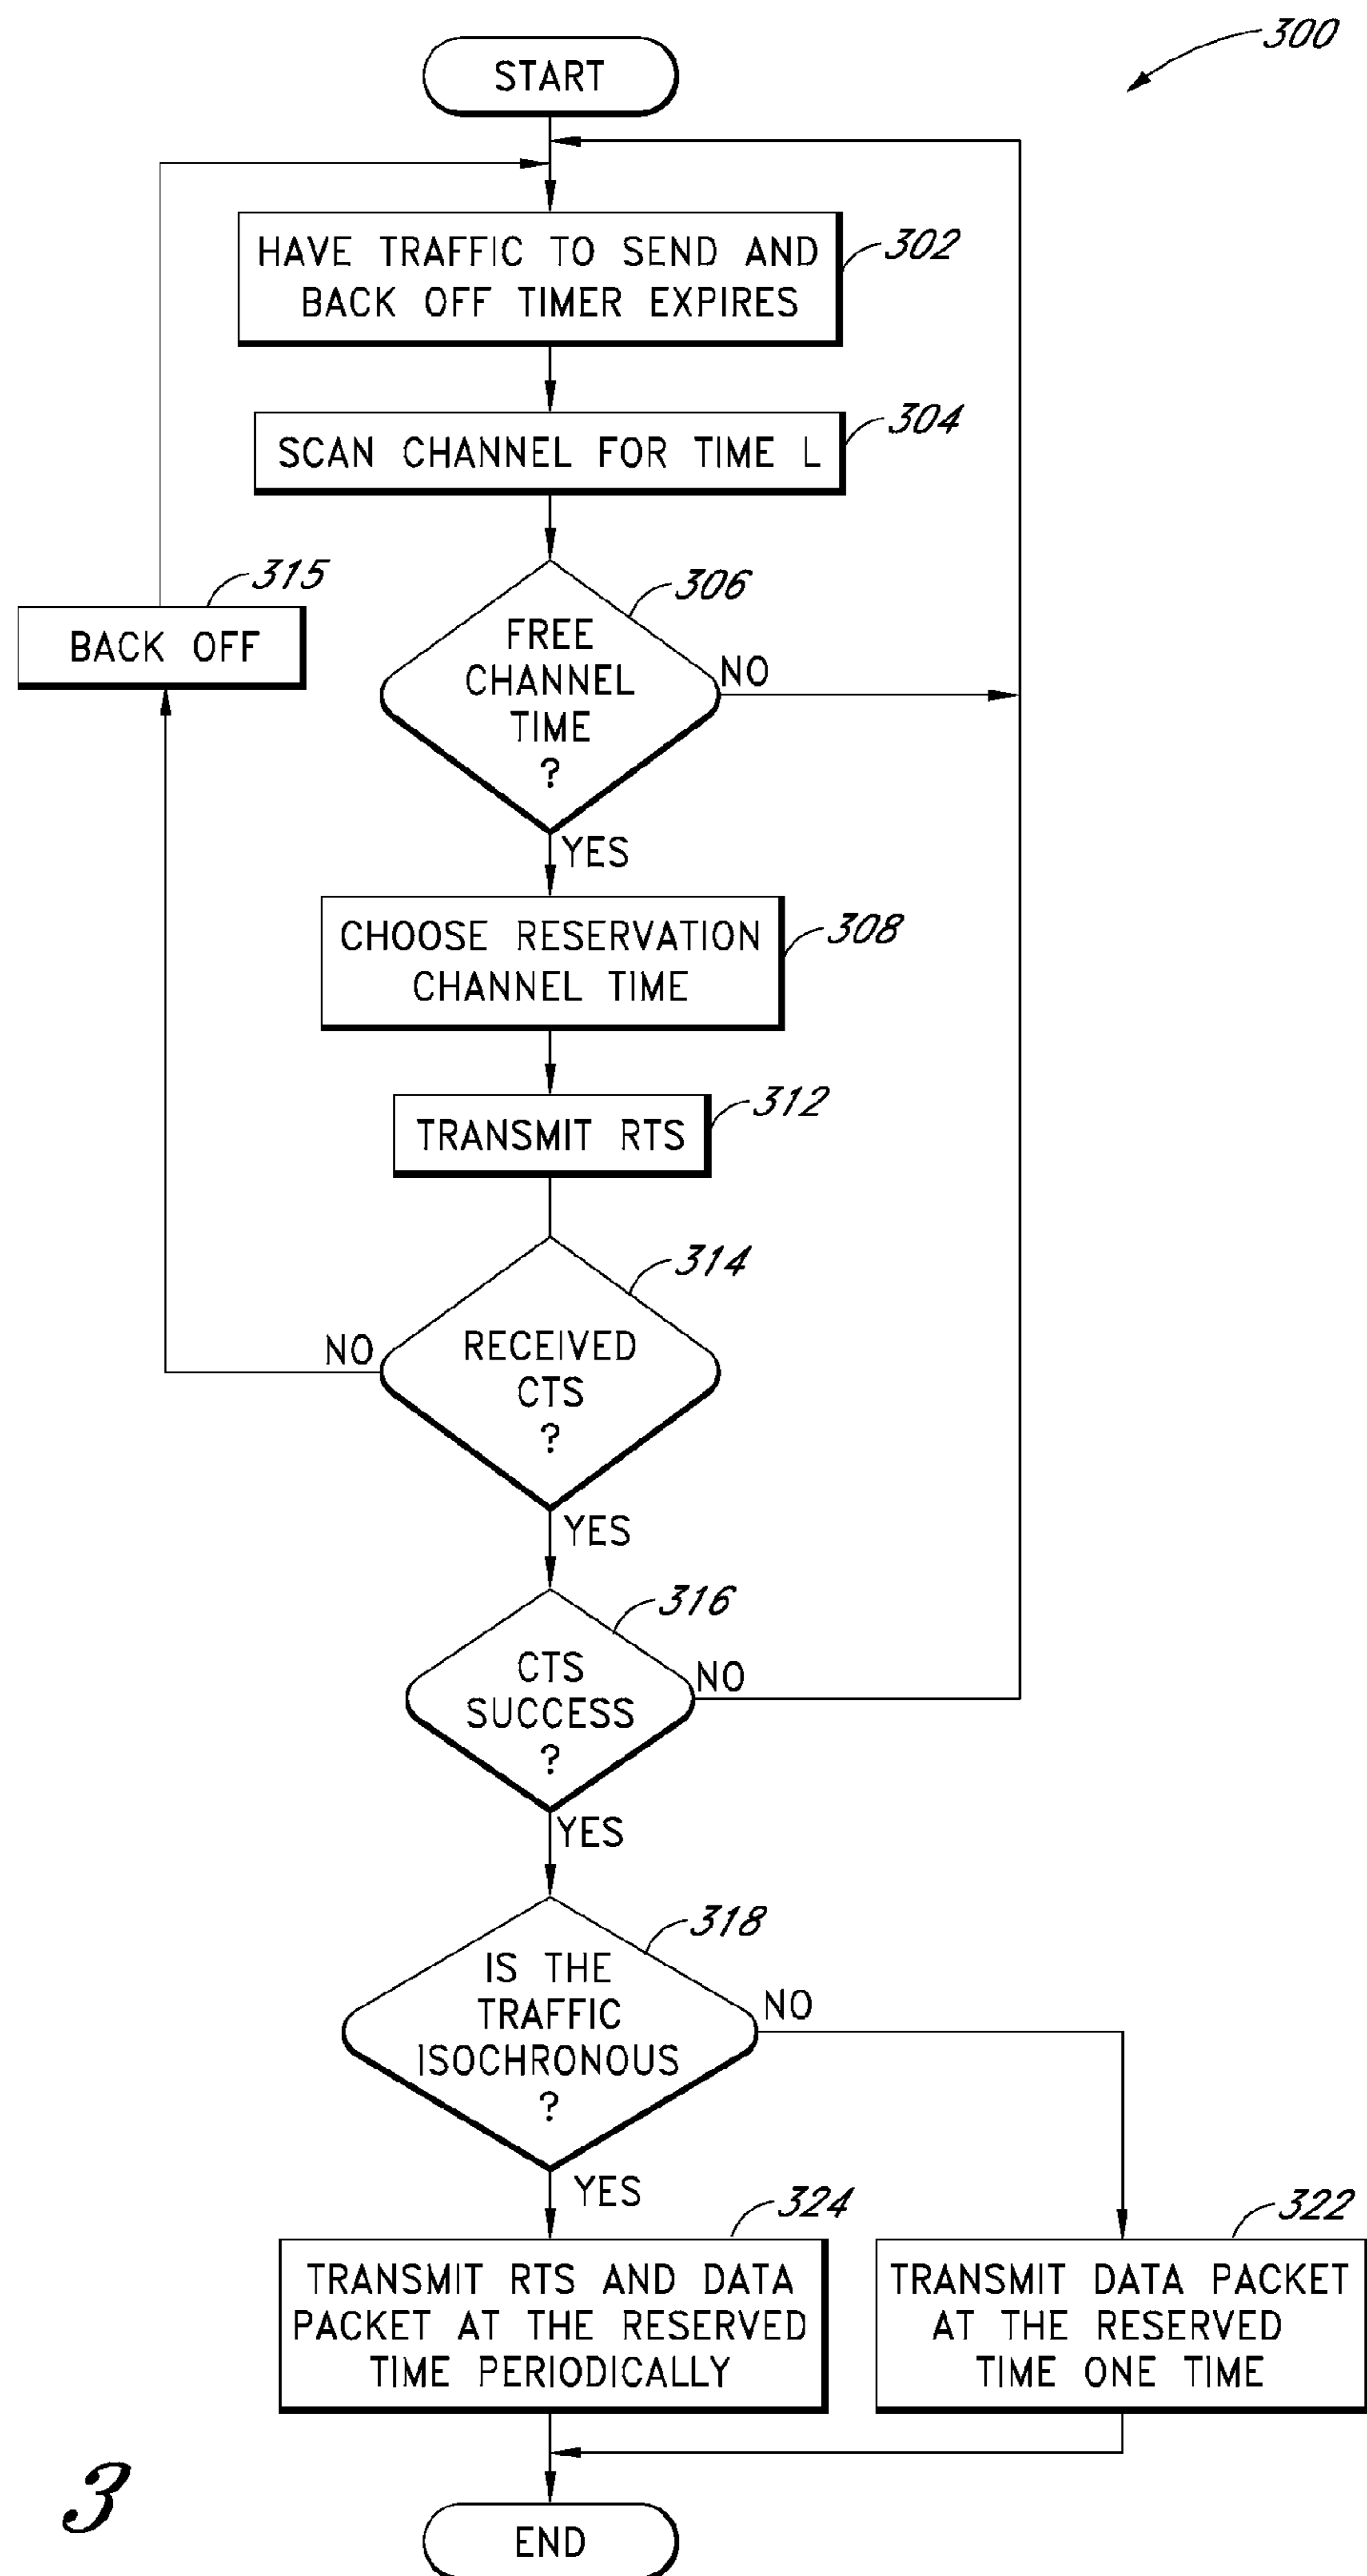 300
START
HAVE TRAFFIC TO SEND AND
BACK OFF TIMER EXPIRES
302
SCAN CHANNEL FOR TIME L
304
315
BACK OFF
306
FREE
CHANNEL
TIME
?
NO
YES
CHOOSE RESERVATION
CHANNEL TIME
308
TRANSMIT RTS
312
314
RECEIVED
CTS
?
NO
YES
316
CTS
SUCCESS
?
NO
YES
318
IS THE
TRAFFIC
ISOCHRONOUS
?
NO
YES
324
TRANSMIT RTS AND DATA
PACKET AT THE RESERVED
TIME PERIODICALLY
322
TRANSMIT DATA PACKET
AT THE RESERVED
TIME ONE TIME
3
END